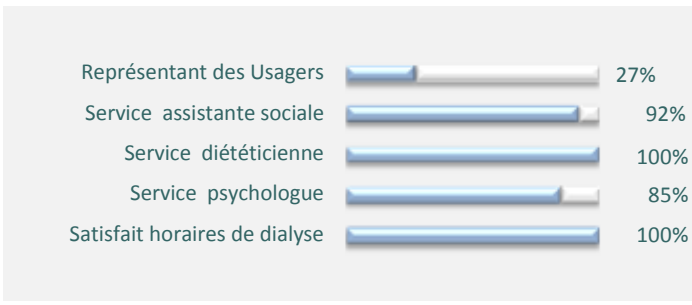 Représentant des Usagers 27%
Service assistante sociale 92%
Service diététicienne 100%
Service psychologue 85%
Satisfait horaires de dialyse 100%